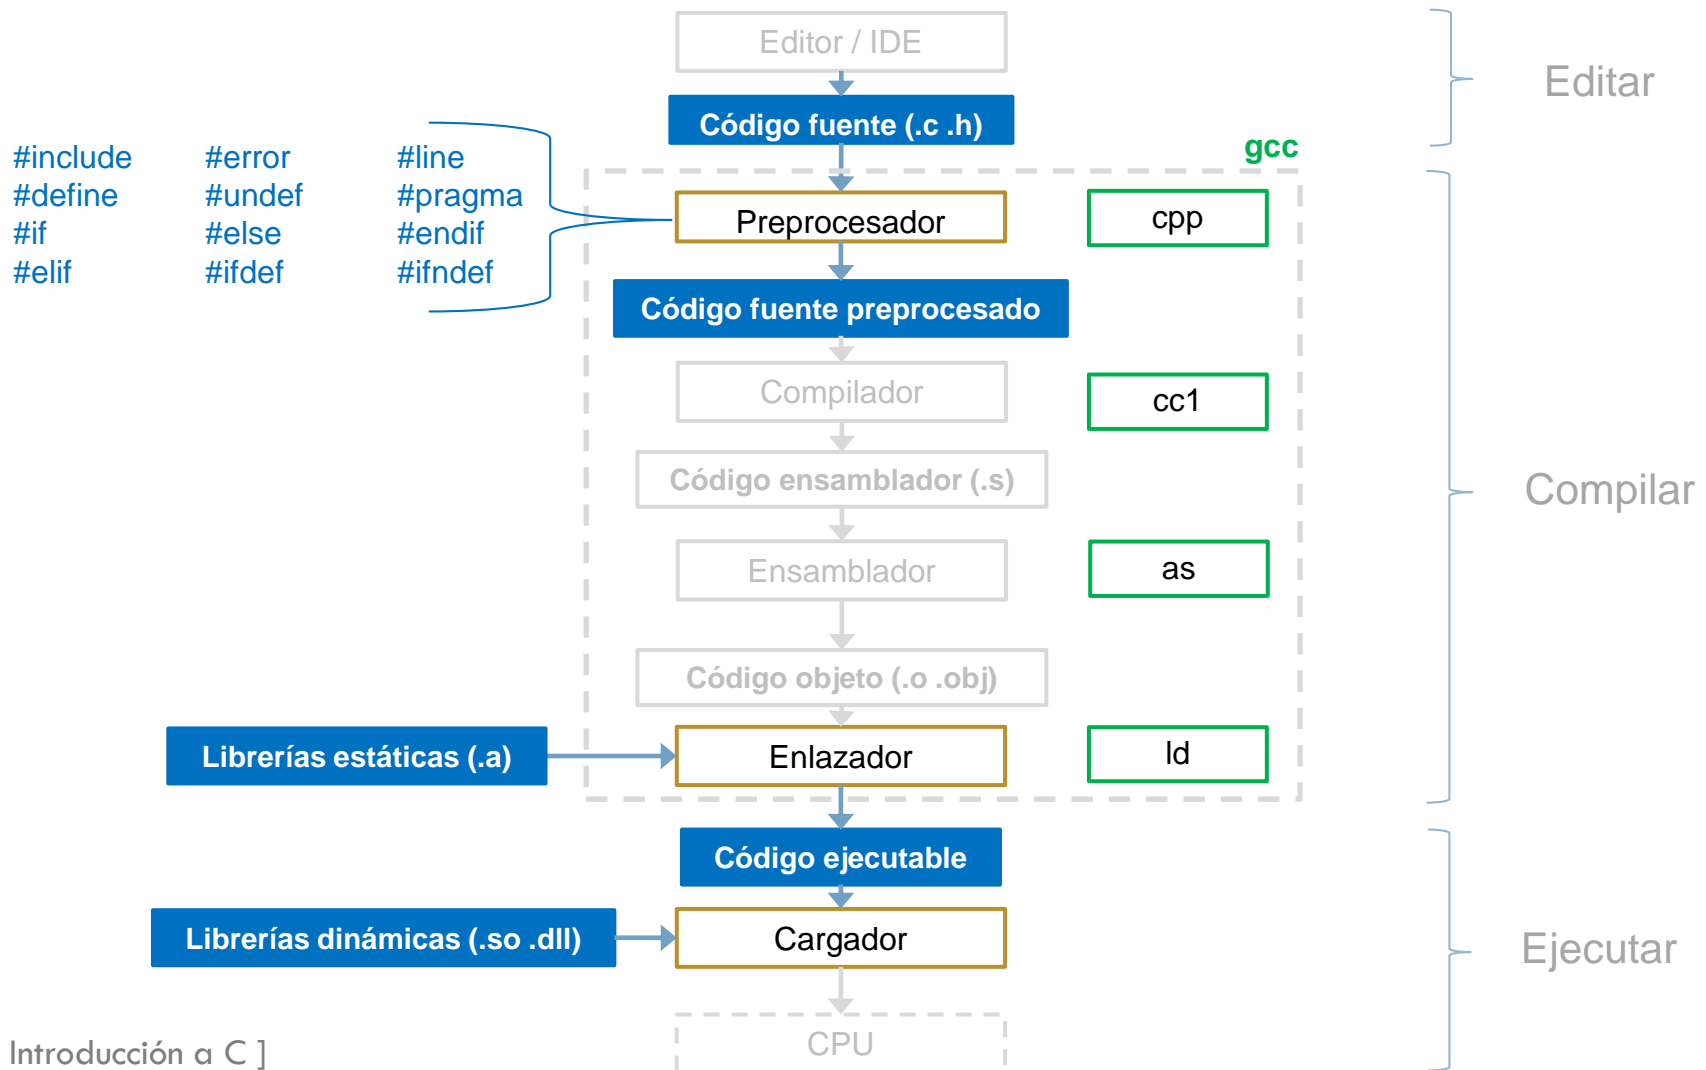 Editor / IDE
Editar
Código fuente (.c .h)
gcc
#include #error #line
#define #undef #pragma
#if #else #endif
#elif #ifdef #ifndef
Preprocesador
cpp
Código fuente preprocesado
Compilador
cc1
Código ensamblador (.s)
Compilar
Ensamblador
as
Código objeto (.o .obj)
Librerías estáticas (.a)
Enlazador
ld
Código ejecutable
Librerías dinámicas (.so .dll)
Cargador
Ejecutar
CPU
Introducción a C ]